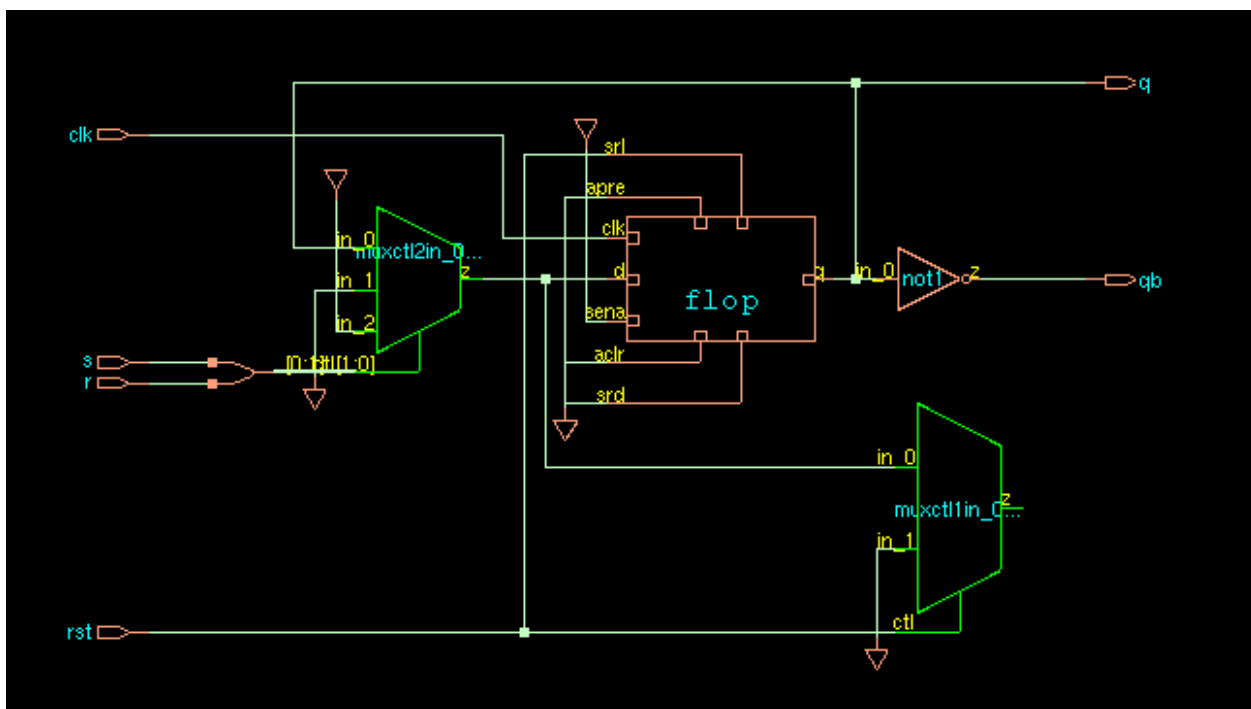 q
clk
srl
apre
clk
in_0
muxctl2in_0...
z
in_1
d
q
in_0
not1
z
qb
flop
sena
in_2
s
r
aclr
srd
in_0
z
muxctl1in_0...
in_1
ctl
rst